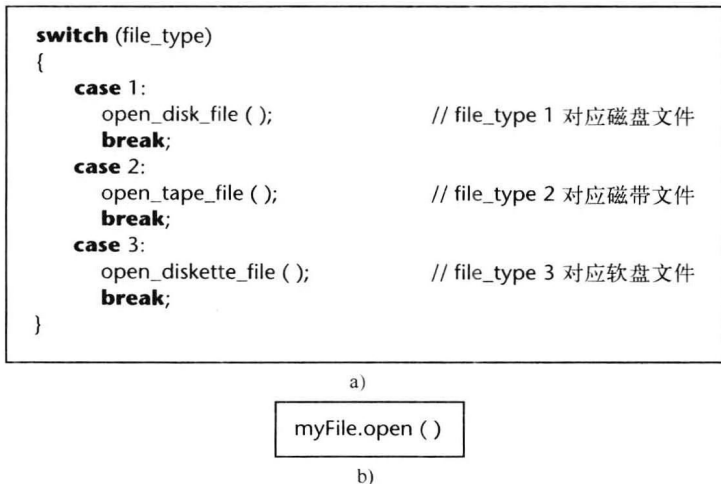 switch (file_type)
{
case 1:
open_disk_file ( ); // file_type 1 对应磁盘文件
break;
case 2:
open_tape_file ( ); // file_type 2 对应磁带文件
break;
case 3:
open_diskette_file ( ); // file_type 3 对应软盘文件
break;
}
a)
myFile.open ( )
b)